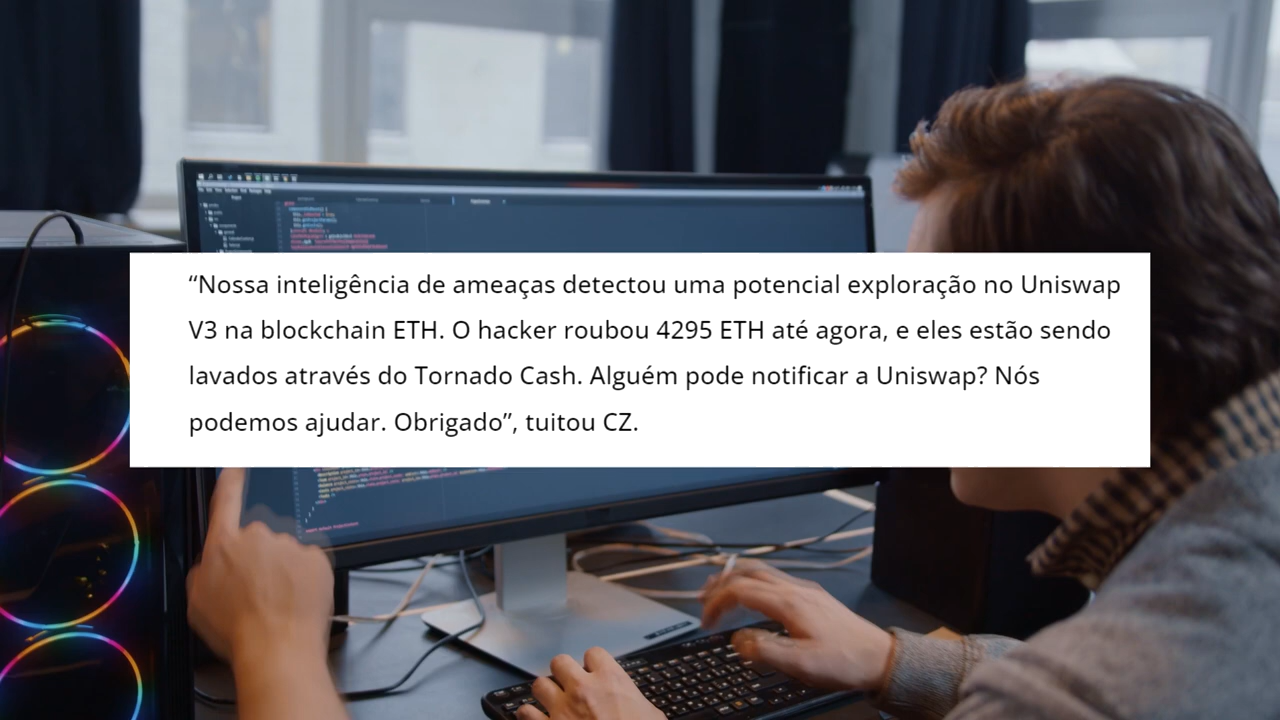 “Nossa inteligência de ameaças detectou uma potencial exploração no Uniswap
V3 na blockchain ETH. O hacker roubou 4295 ETH até agora, e eles estão sendo
lavados através do Tornado Cash. Alguém pode notificar a Uniswap? Nós
podemos ajudar. Obrigado”, tuitou CZ.